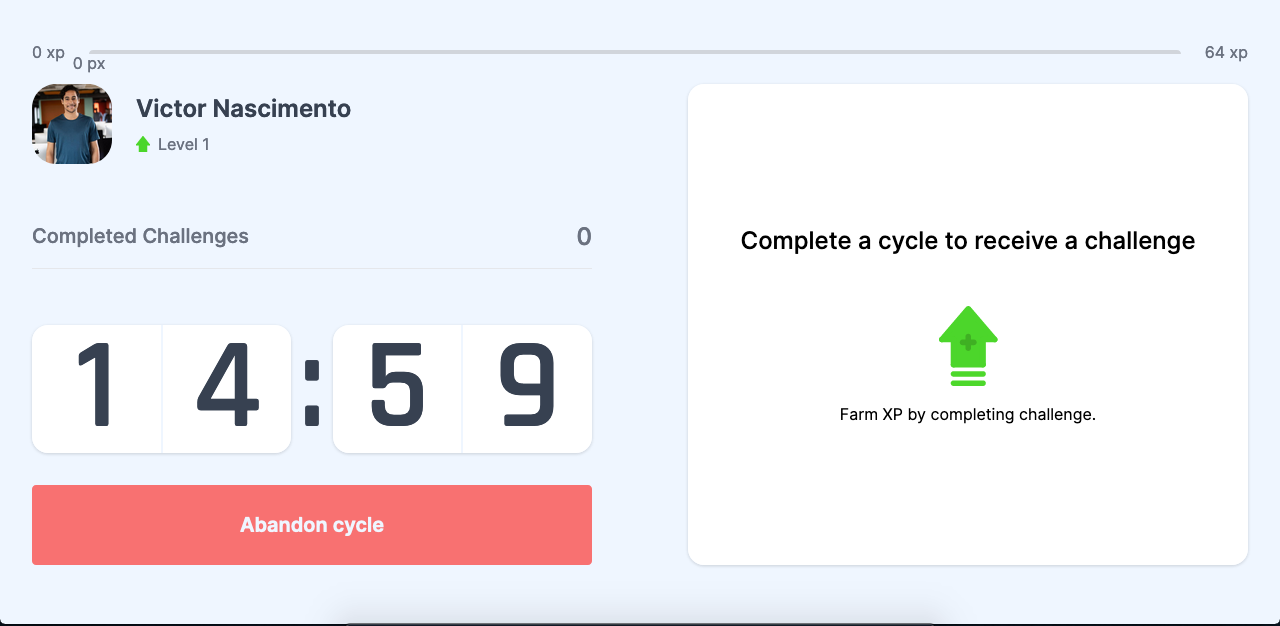 0 xp
0 px
64 xp
Victor Nascimento
Level 1
Completed Challenges 0
14:59
Abandon cycle
Complete a cycle to receive a challenge
Farm XP by completing challenge.